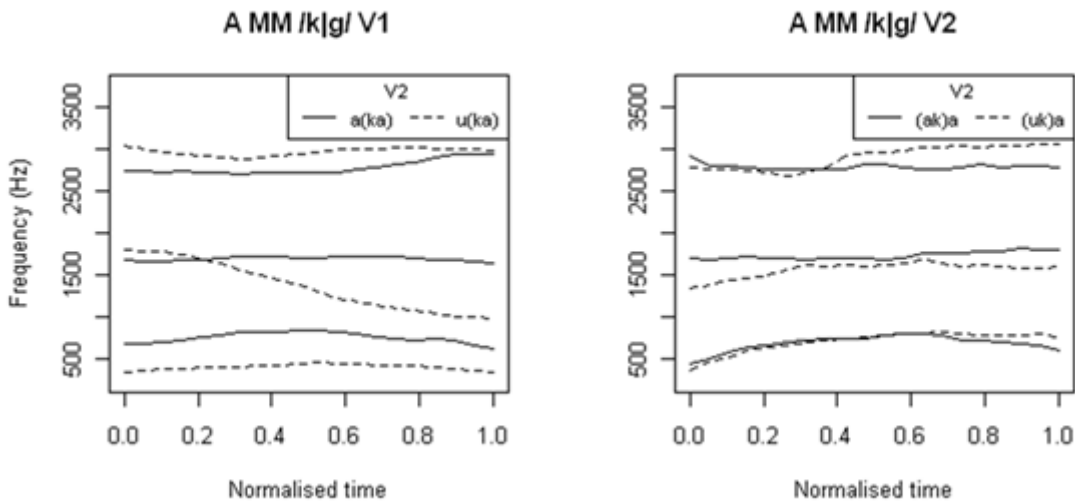 A MM /k|g/ V1
V2
a(ka) u(ka)
Frequency (Hz)
500 1500 2500 3500
0.0 0.2 0.4 0.6 0.8 1.0
Normalised time
A MM /k|g/ V2
V2
(ak)a (uk)a
500 1500 2500 3500
0.0 0.2 0.4 0.6 0.8 1.0
Normalised time